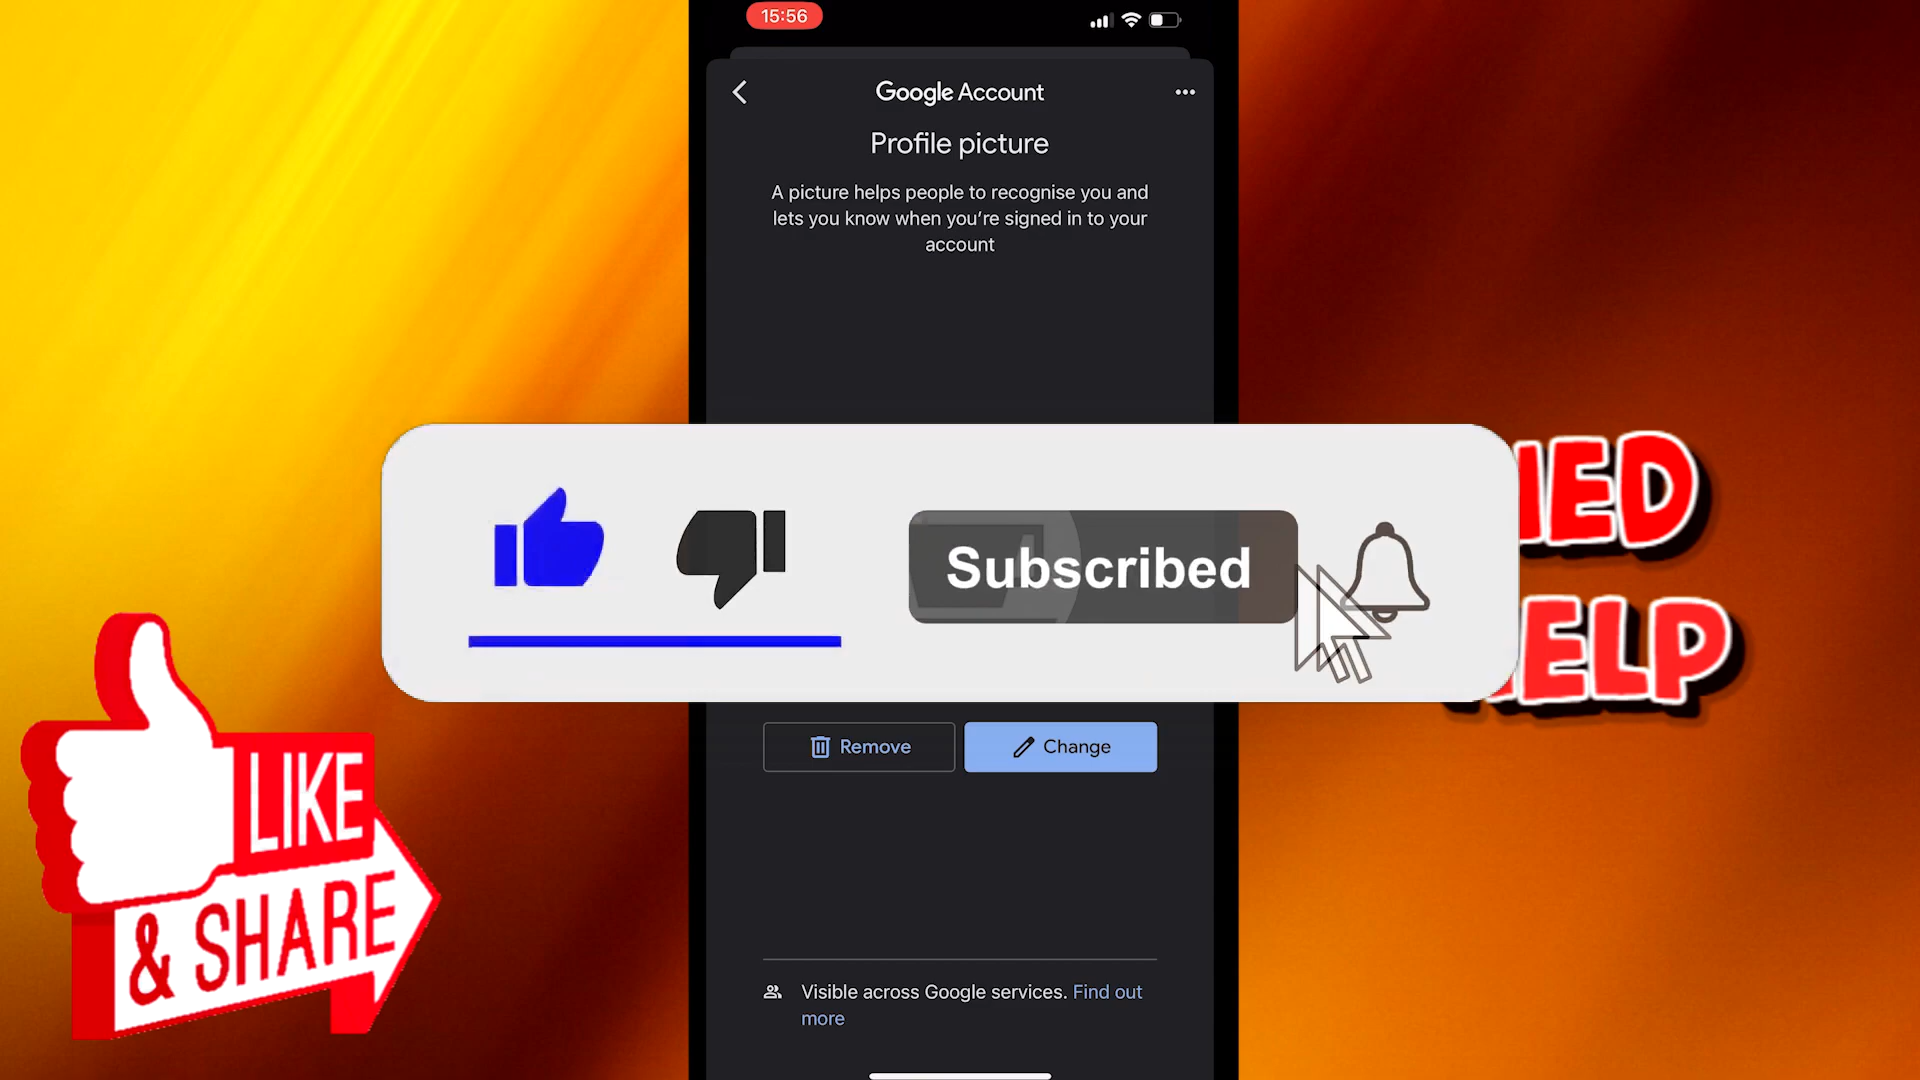 15:56
Google Account
Profile picture
A picture helps people to recognise you and
lets you know when you're signed in to your
account
Subscribed
ELP
LIKE
& SHARE
Remove
Change
Visible across Google services. Find out
more